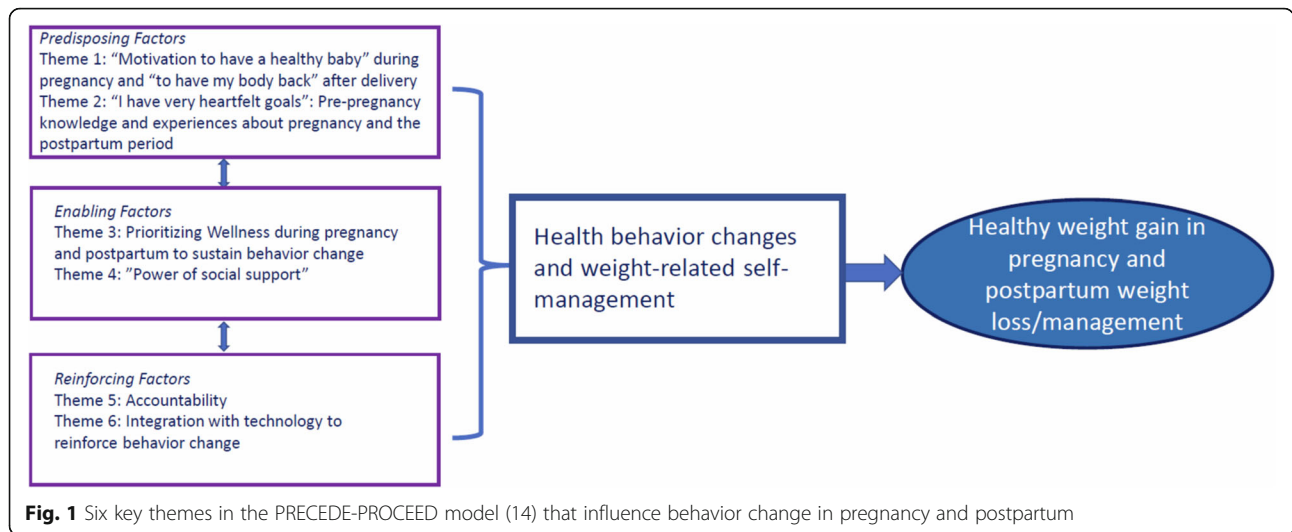 Predisposing Factors
Theme 1: “Motivation to have a healthy baby” during
pregnancy and “to have my body back” after delivery
Theme 2: “I have very heartfelt goals”: Pre-pregnancy
knowledge and experiences about pregnancy and the
postpartum period
Enabling Factors
Theme 3: Prioritizing Wellness during pregnancy
and postpartum to sustain behavior change
Theme 4: ”Power of social support”
Reinforcing Factors
Theme 5: Accountability
Theme 6: Integration with technology to
reinforce behavior change
Health behavior changes
and weight-related self-
management
Healthy weight gain in
pregnancy and
postpartum weight
loss/management
Fig. 1 Six key themes in the PRECEDE-PROCEED model (14) that influence behavior change in pregnancy and postpartum